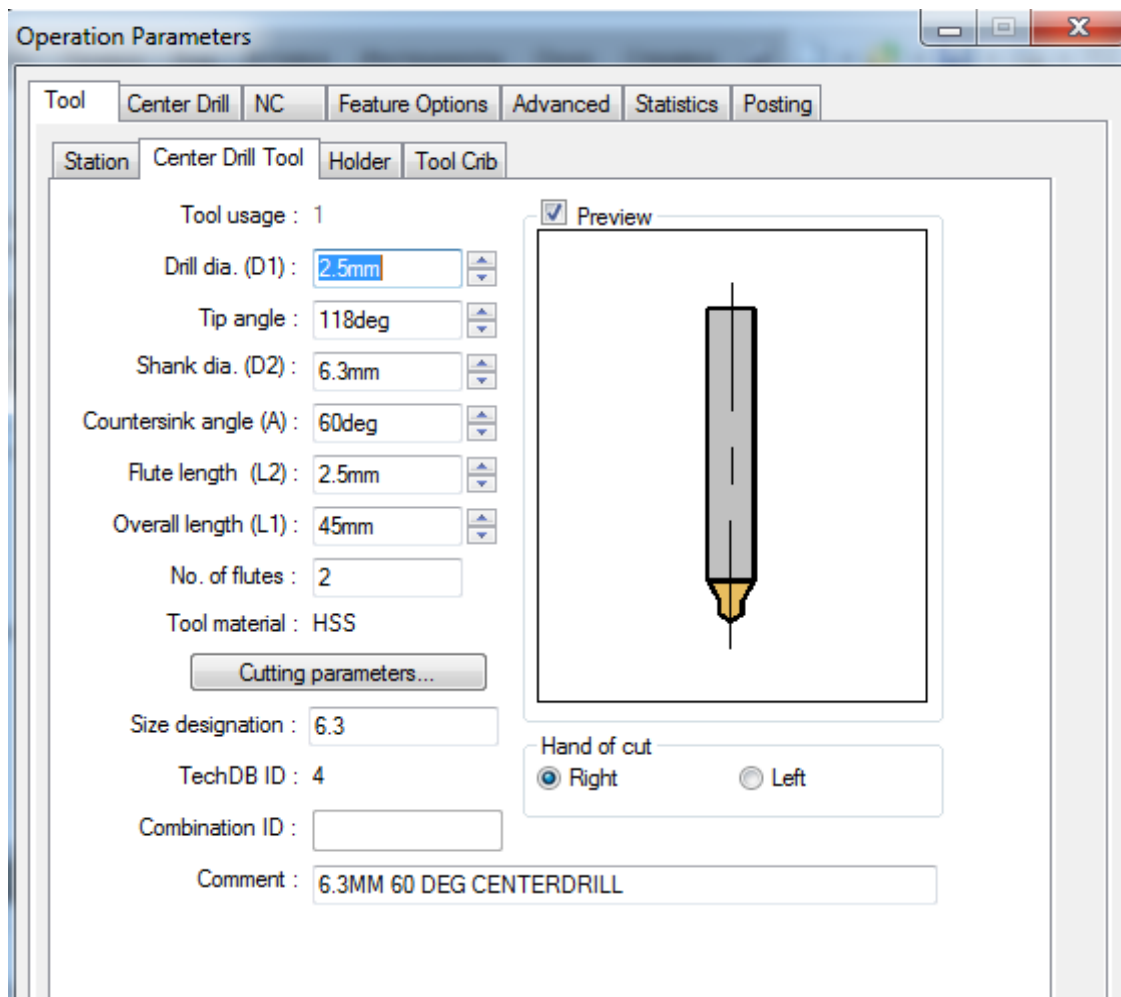 Operation Parameters
Tool Center Drill NC Feature Options Advanced Statistics Posting
Station Center Drill Tool Holder Tool Crib
Tool usage : 1
Preview
Drill dia. (D1) : 2.5mm
Tip angle : 118deg
Shank dia. (D2) : 6.3mm
Countersink angle (A) : 60deg
Flute length (L2) : 2.5mm
Overall length (L1) : 45mm
No. of flutes : 2
Tool material : HSS
Cutting parameters...
Size designation : 6.3
Hand of cut
TechDB ID : 4
Right Left
Combination ID :
Comment : 6.3MM 60 DEG CENTERDRILL